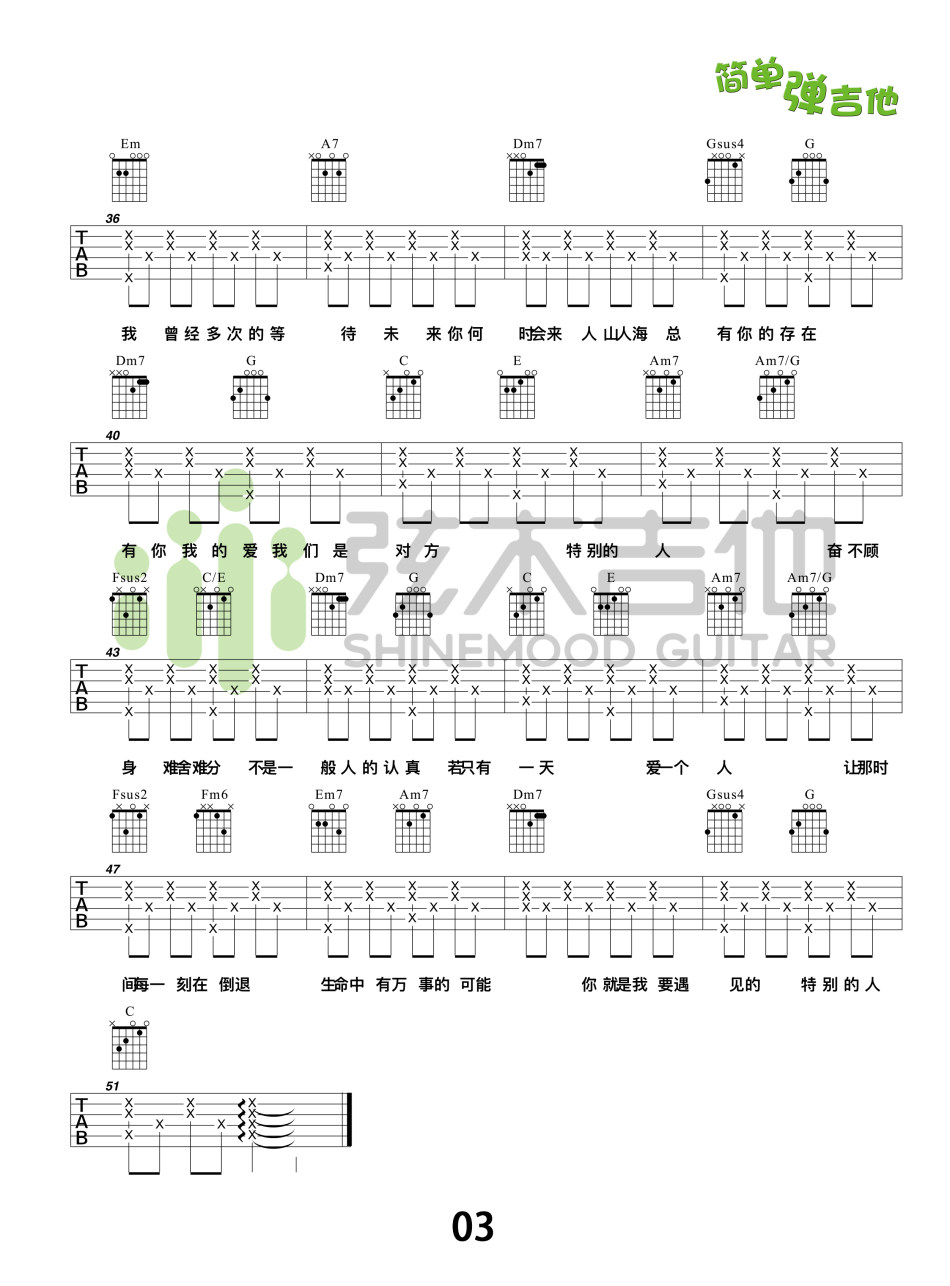 简单弹吉他
Em A7 Dm7 Gsus4 G
36
T A B
我 曾经多次的等 待 未 来你何 时会来 人山人海 总 有你的存在
Dm7 G C E Am7 Am7/G
40
T A B
有你我的爱我们是 对方 特别的 人 奋不顾
Fsus2 C/E Dm7 G C E Am7 Am7/G
弦木吉他
SHINEMOOD GUITAR
43
T A B
身 难舍难分 不是一 般人的认真 若只有 一天 爱一个 人 让那时
Fsus2 Fm6 Em7 Am7 Dm7 Gsus4 G
47
T A B
间每一 刻在 倒退 生命中 有万 事的 可能 你 就是我 要遇 见的 特别的人
C
51
T A B
03